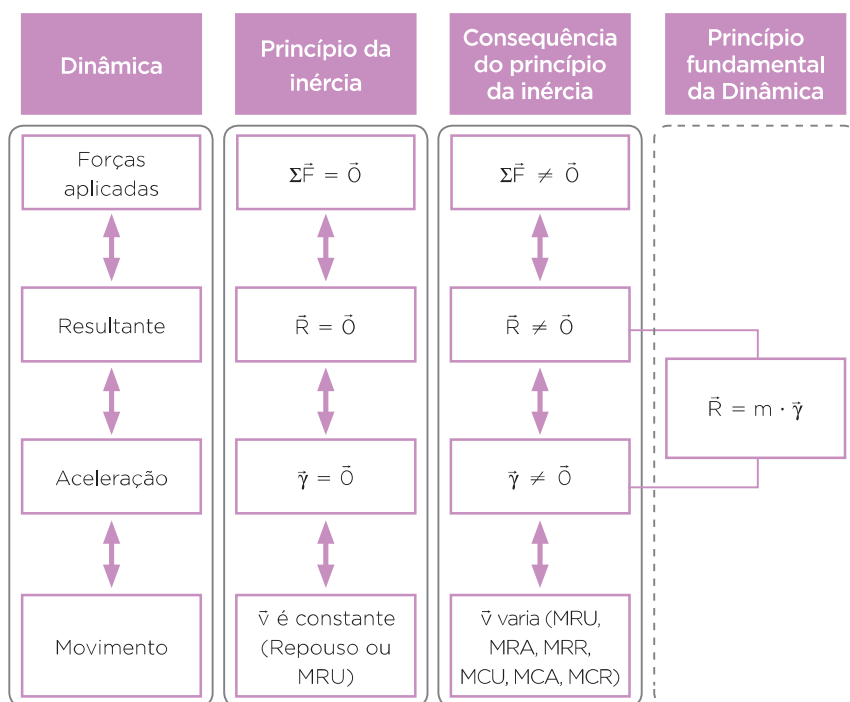 Dinâmica
Princípio da
inércia
Consequência
do princípio
da inércia
Princípio
fundamental
da Dinâmica
Forças
aplicadas
ΣF⃗ = O⃗
ΣF⃗ ≠ O⃗
Resultante
R⃗ = O⃗
R⃗ ≠ O⃗
R⃗ = m · γ⃗
Aceleração
γ⃗ = O⃗
γ⃗ ≠ O⃗
Movimento
v⃗ é constante
(Repouso ou
MRU)
v⃗ varia (MRU,
MRA, MRR,
MCU, MCA, MCR)